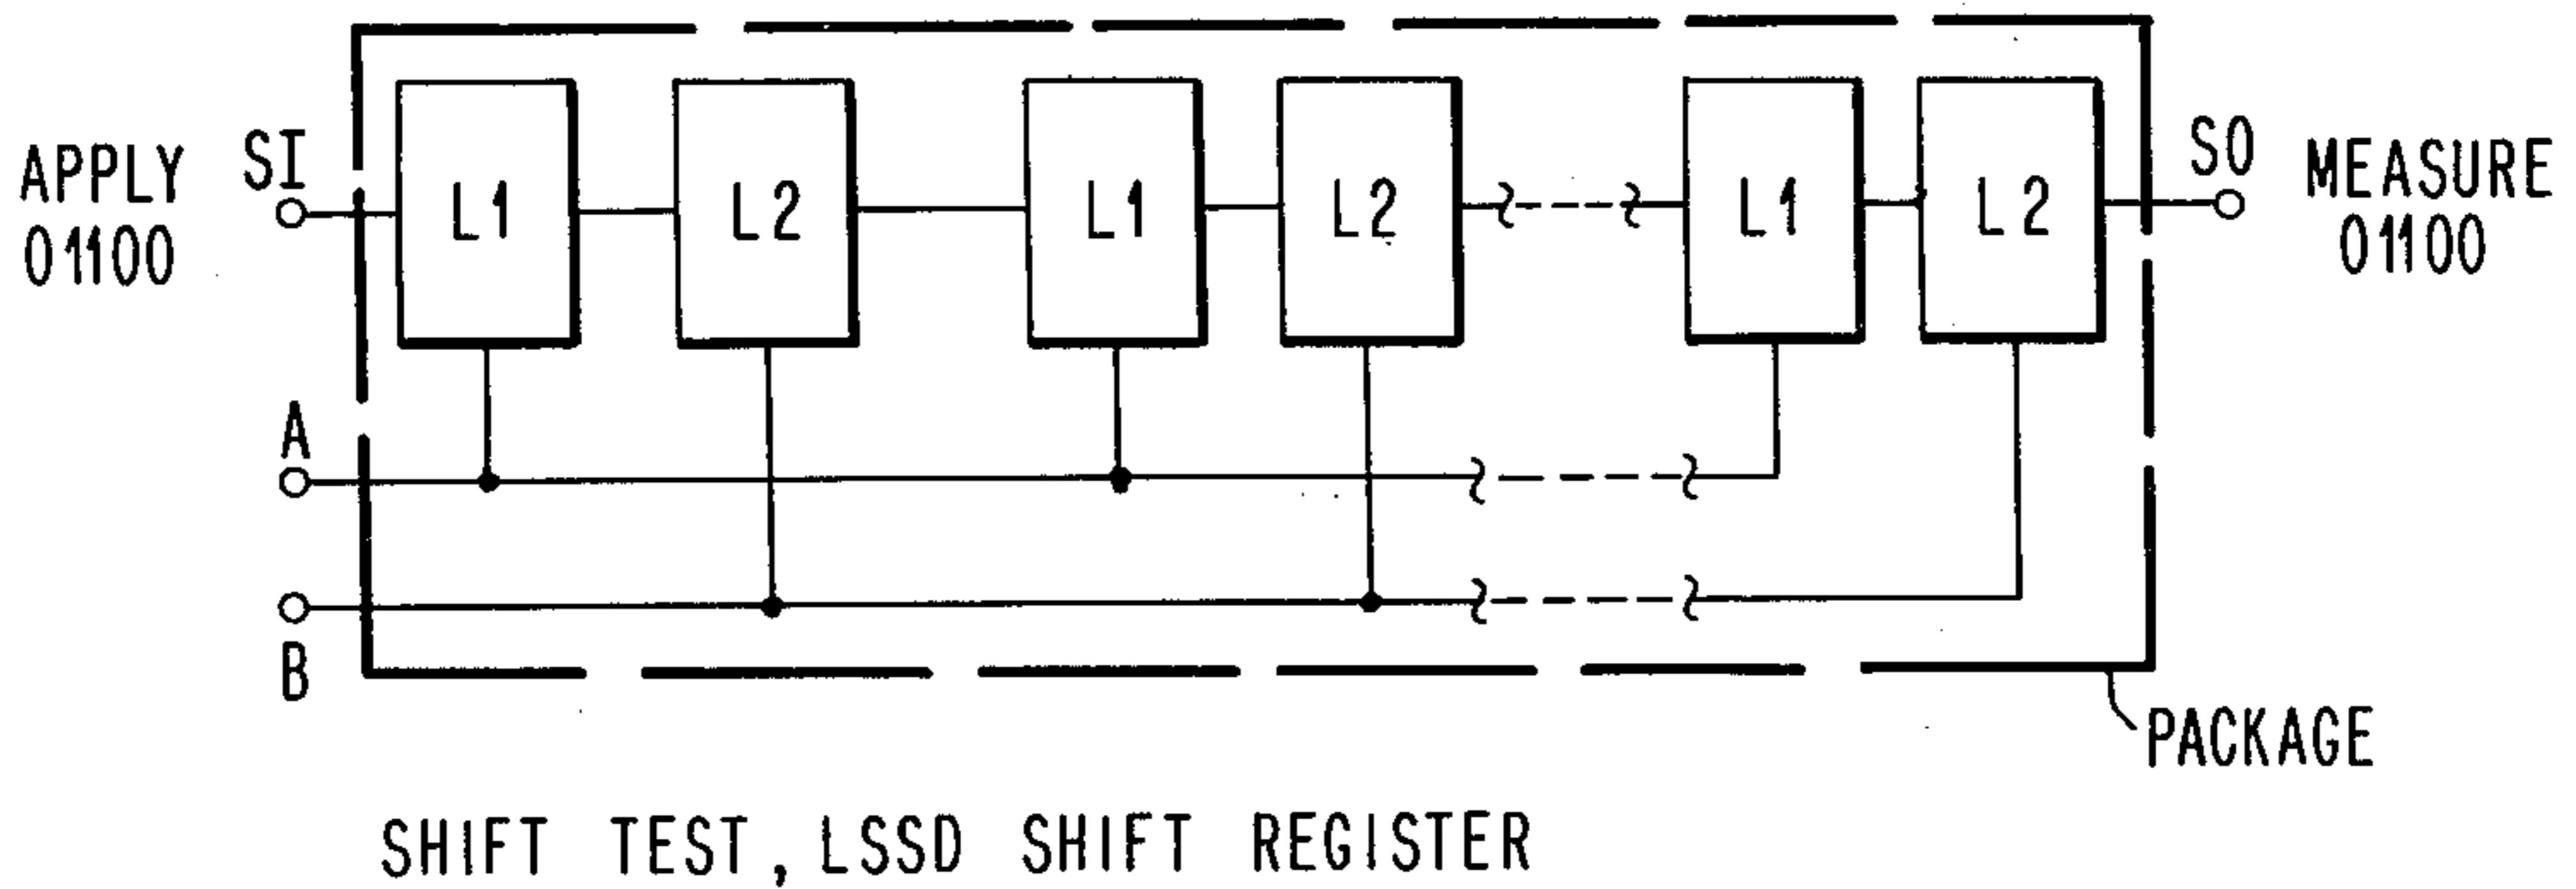 APPLY
01100
SI
L1
L2
L1
L2
L1
L2
SO
MEASURE
01100
A
B
PACKAGE
SHIFT TEST, LSSD SHIFT REGISTER